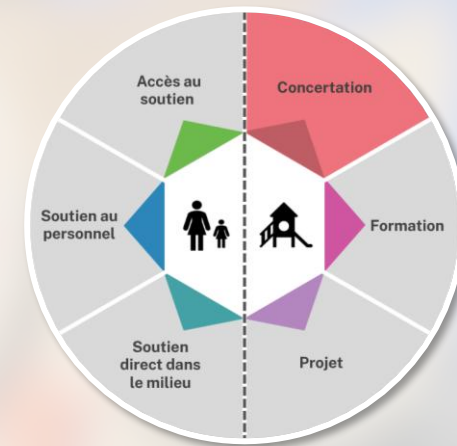 Accès au
soutien
Concertation
Soutien au
personnel
Formation
Soutien
direct dans
le milieu
Projet